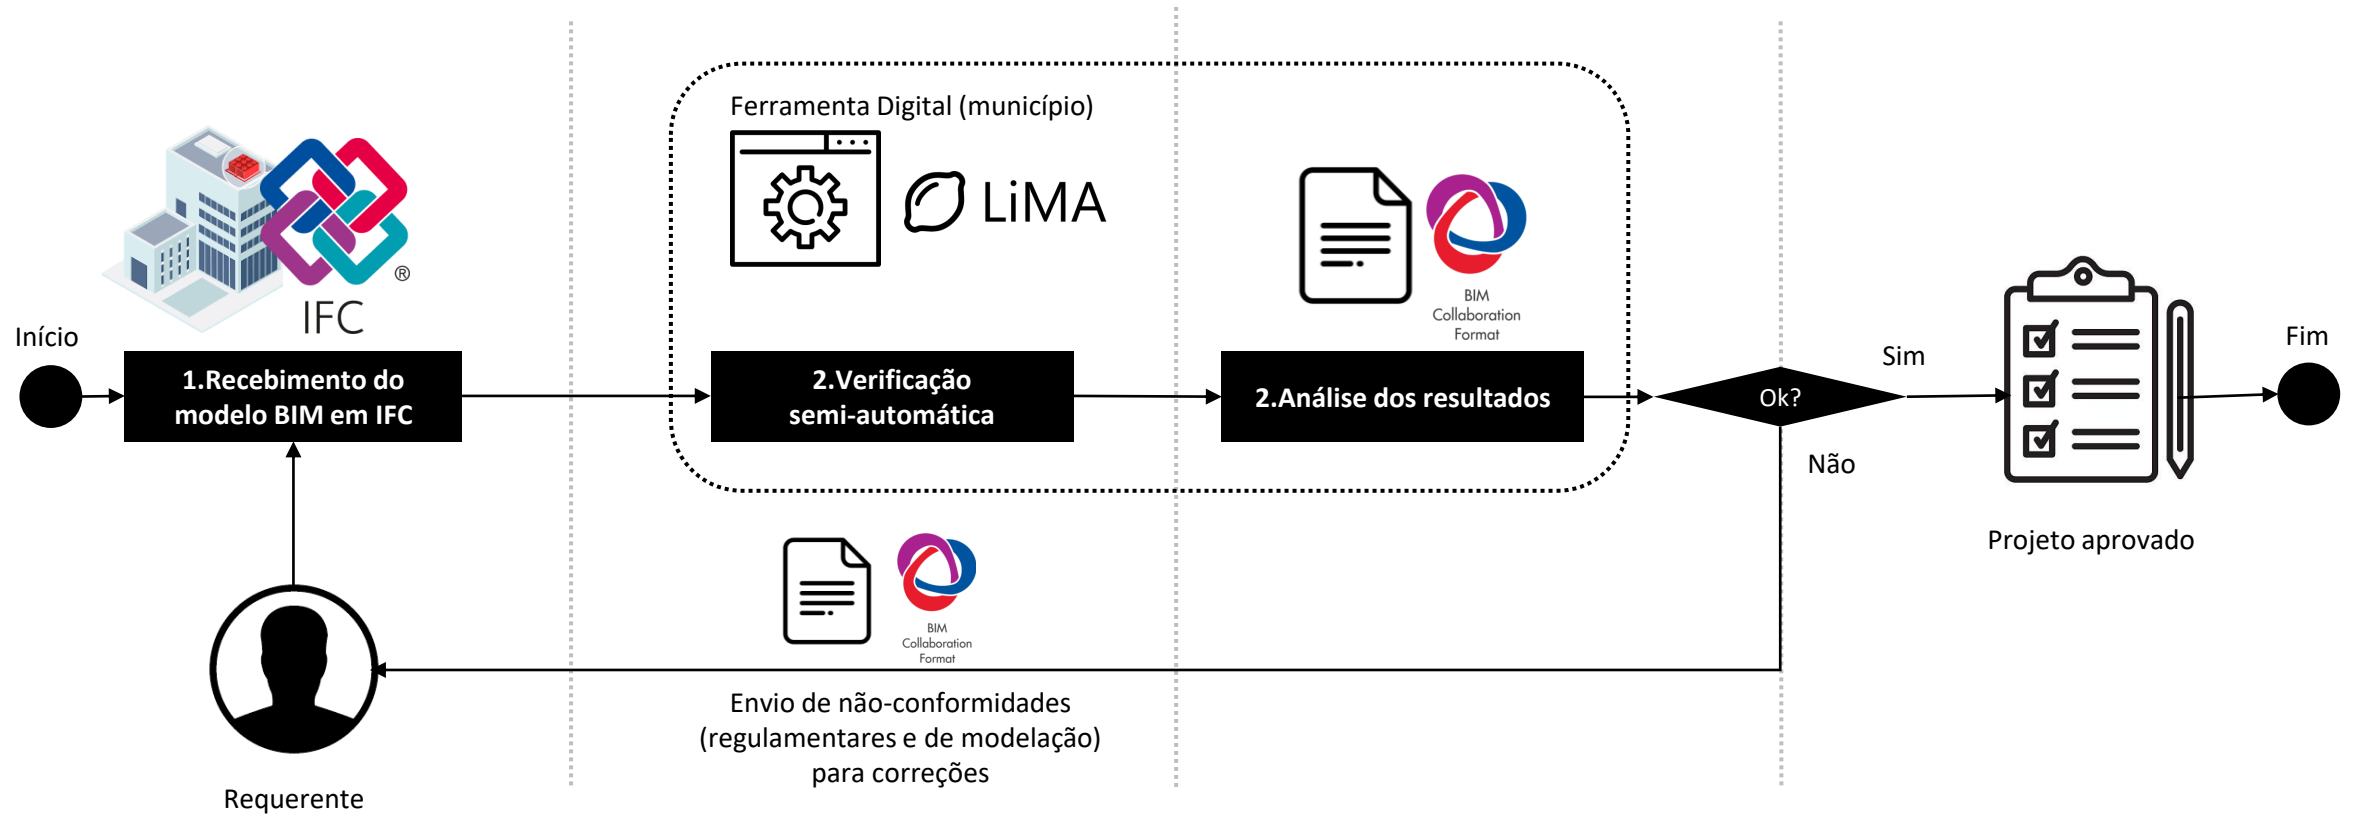 Ferramenta Digital (município)
LiMA
®
IFC
BIM
Collaboration
Format
Início
1.Recebimento do
modelo BIM em IFC
2.Verificação
semi-automática
2.Análise dos resultados
Ok?
Sim
Não
Fim
Projeto aprovado
BIM
Collaboration
Format
Envio de não-conformidades
(regulamentares e de modelação)
para correções
Requerente